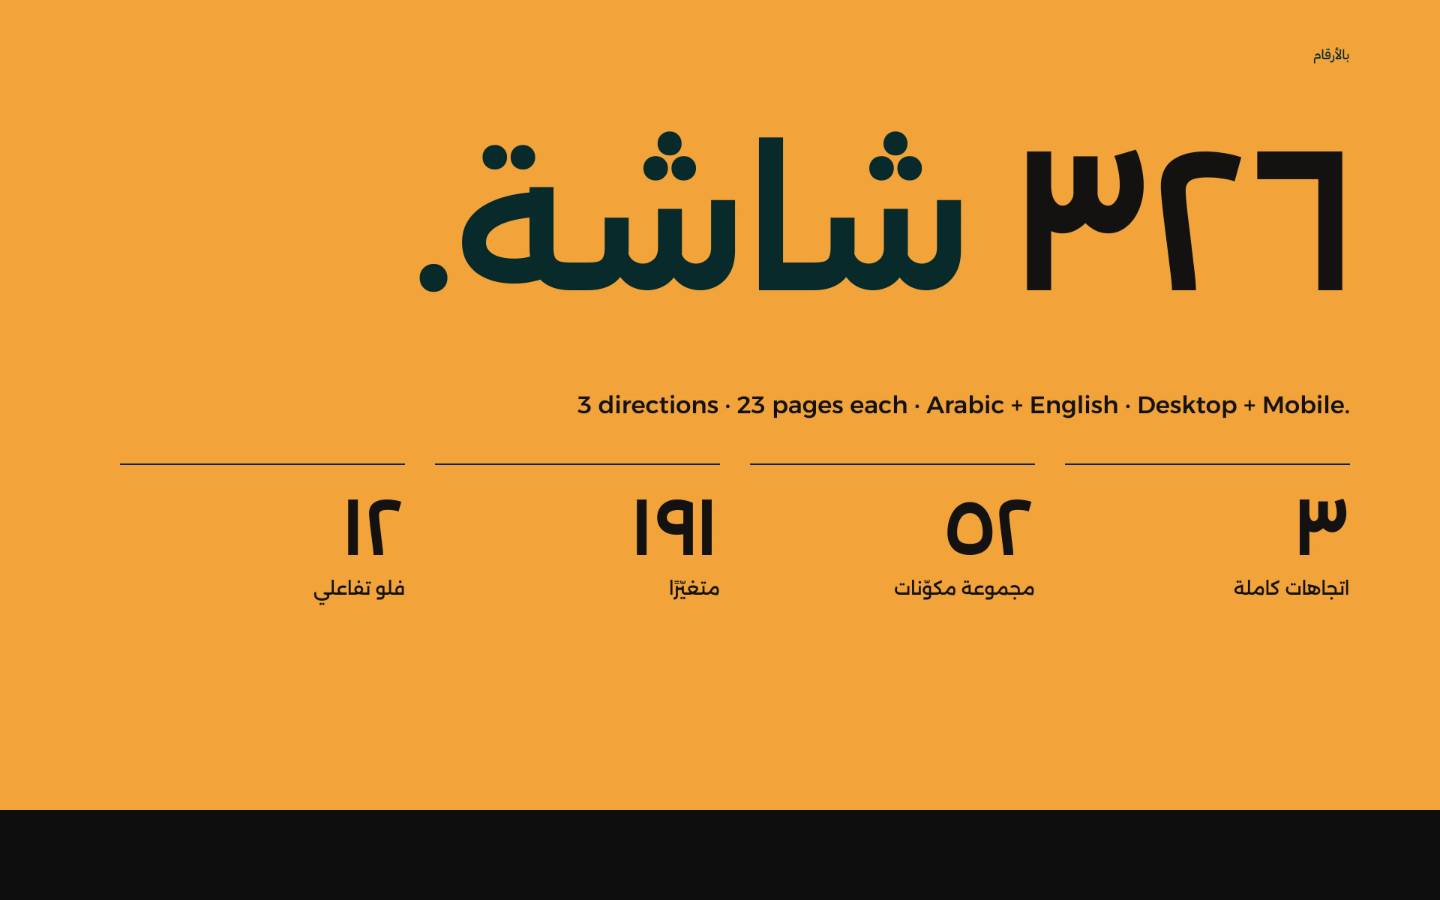 بالأرقام
٣٢٦ شاشة.
3 directions · 23 pages each · Arabic + English · Desktop + Mobile.
٣
اتجاهات كاملة
٥٢
مجموعة مكوّنات
١٩١
متغيّرًا
١٢
فلو تفاعلي